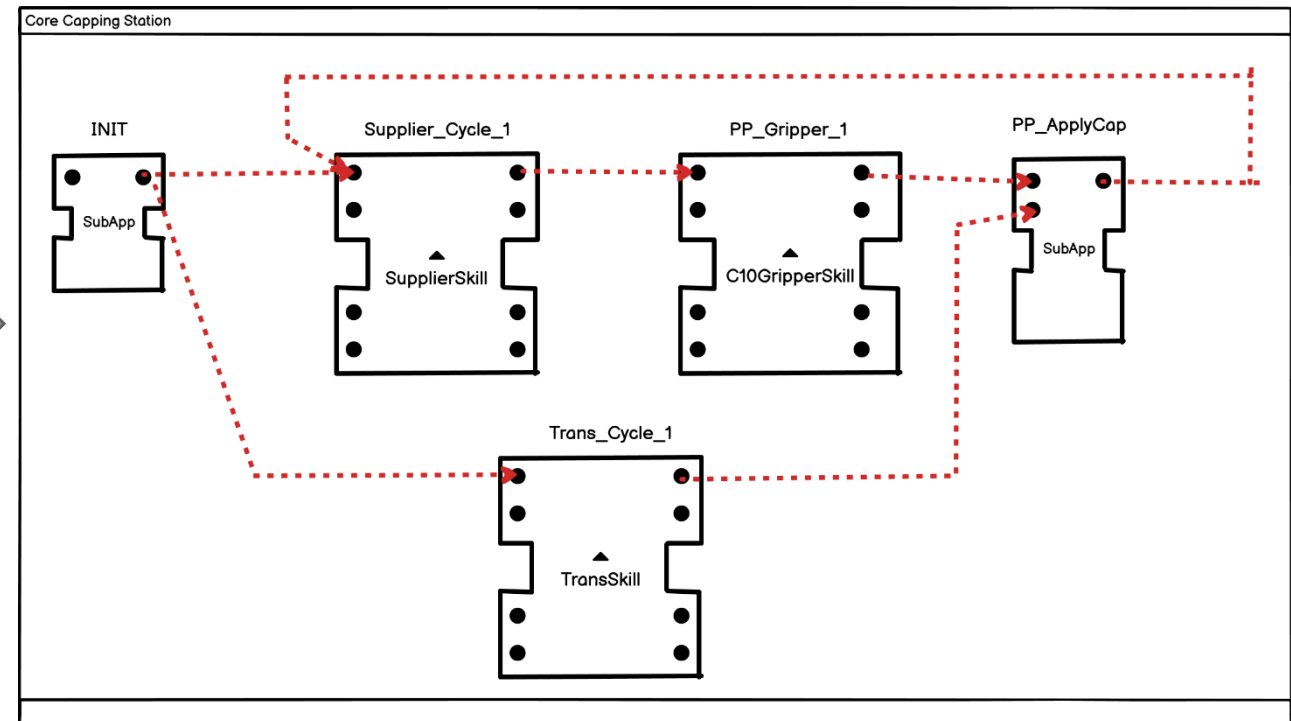 Core Capping Station
INIT
Supplier_Cycle_1
PP_Gripper_1
PP_ApplyCap
SubApp
SupplierSkill
C10GripperSkill
SubApp
Trans_Cycle_1
TransSkill